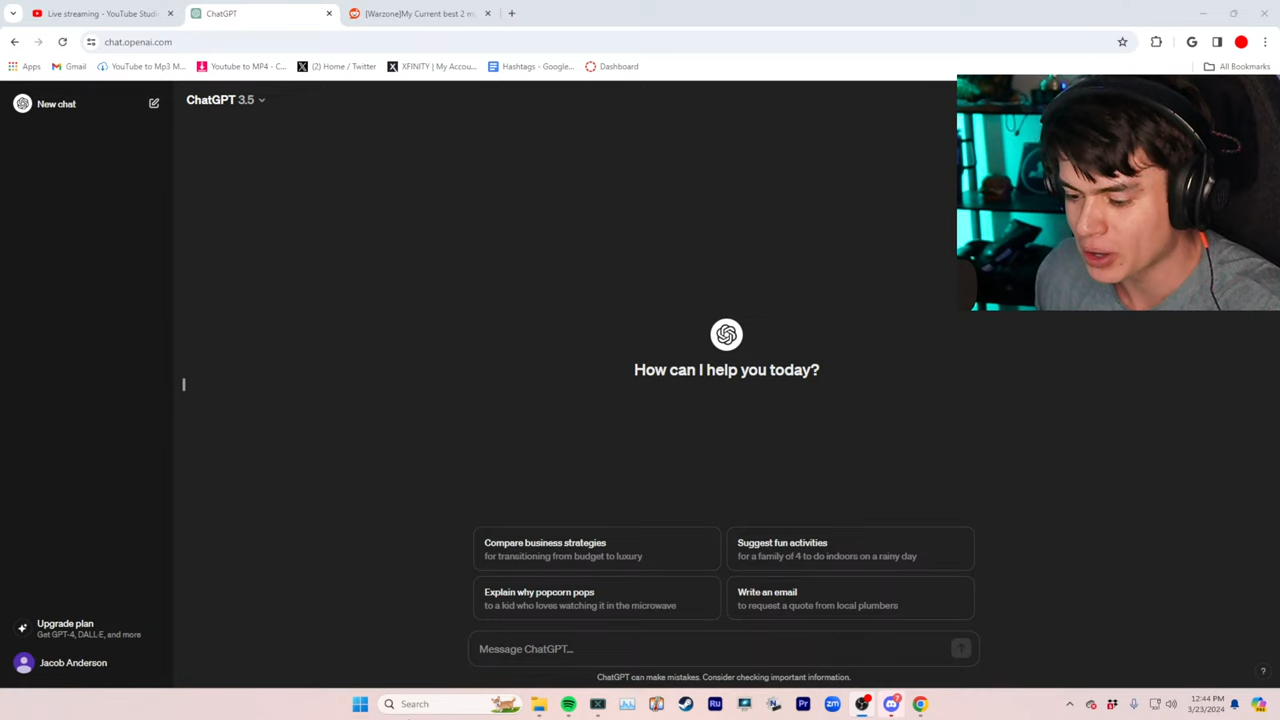 Live streaming - YouTube Studi
ChatGPT
[Warzone]My Current best 2 m
chat.openai.com
Apps
Gmail
YouTube to Mp3 M...
Youtube to MP4 - C...
(2) Home / Twitter
XFINITY | My Accou...
Hashtags - Google...
Dashboard
All Bookmarks
New chat
ChatGPT 3.5
How can I help you today?
Compare business strategies
for transitioning from budget to luxury
Suggest fun activities
for a family of 4 to do indoors on a rainy day
Explain why popcorn pops
to a kid who loves watching it in the microwave
Write an email
to request a quote from local plumbers
Upgrade plan
Get GPT-4, DALL·E, and more
Message ChatGPT...
Jacob Anderson
ChatGPT can make mistakes. Consider checking important information.
?
Search
Ru
Pr
zm
7
12:44 PM
3/23/2024